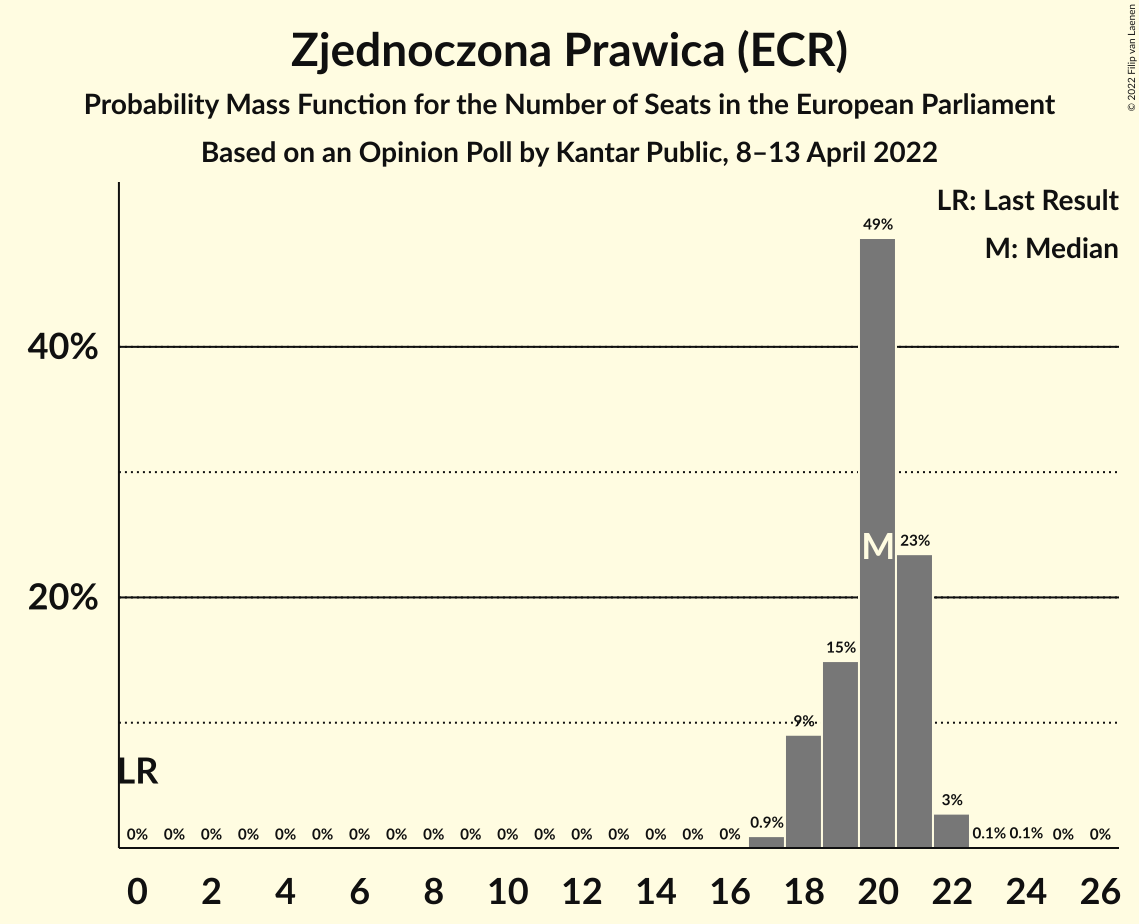 Zjednoczona Prawica (ECR)
Probability Mass Function for the Number of Seats in the European Parliament
Based on an Opinion Poll by Kantar Public, 8–13 April 2022
© 2022 Filip van Laenen
LR: Last Result
M: Median
49%
40%
M
23%
20%
15%
9%
LR
3%
0.9%
0% 0% 0% 0% 0% 0% 0% 0% 0% 0% 0% 0% 0% 0% 0% 0% 0% 0.1% 0.1% 0% 0%
0 2 4 6 8 10 12 14 16 18 20 22 24 26